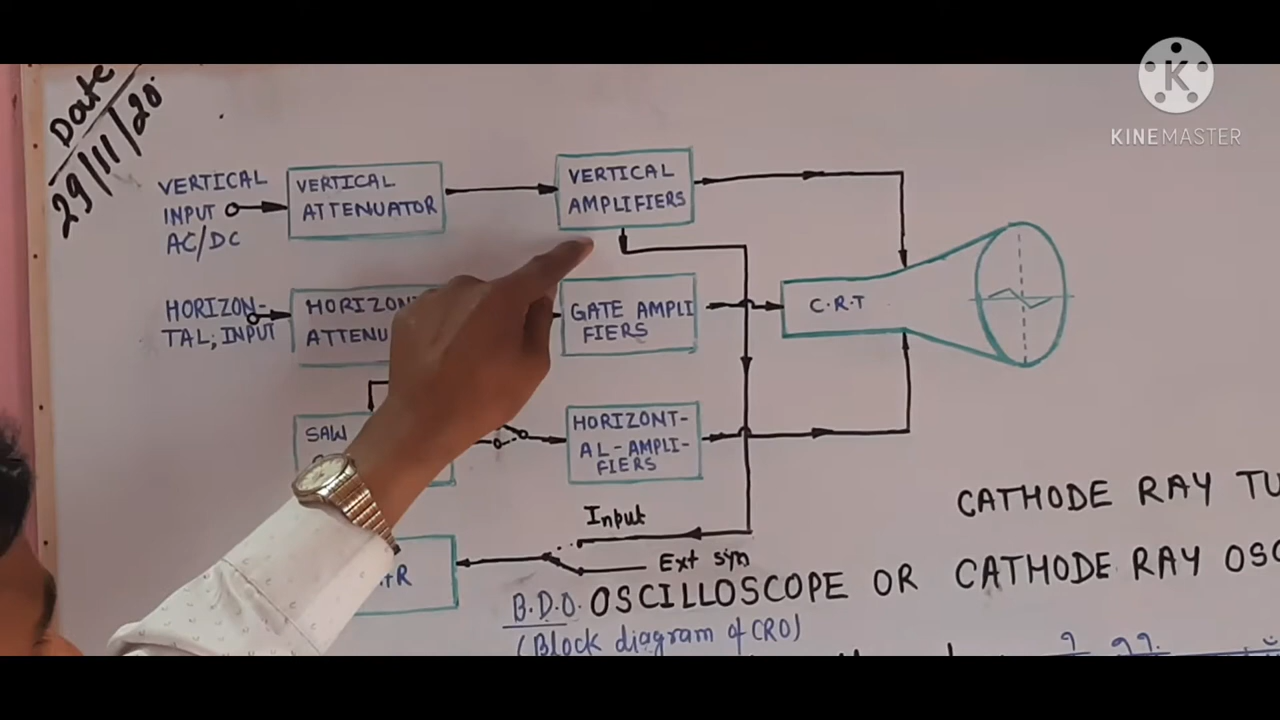 KINEMASTER
Date
29/11/20
VERTICAL
INPUT
AC/DC
VERTICAL
ATTENUATOR
VERTICAL
AMPLIFIERS
HORIZON-
TAL; INPUT
HORIZONT
ATTENU
GATE AMPLI
FIERS
C.R.T
SAW
HORIZONT-
AL-AMPLI-
FIERS
Input
Ext syn
CATHODE RAY TU
B.D.O. OSCILLOSCOPE OR CATHODE RAY OSC
(Block diagram of CRO)